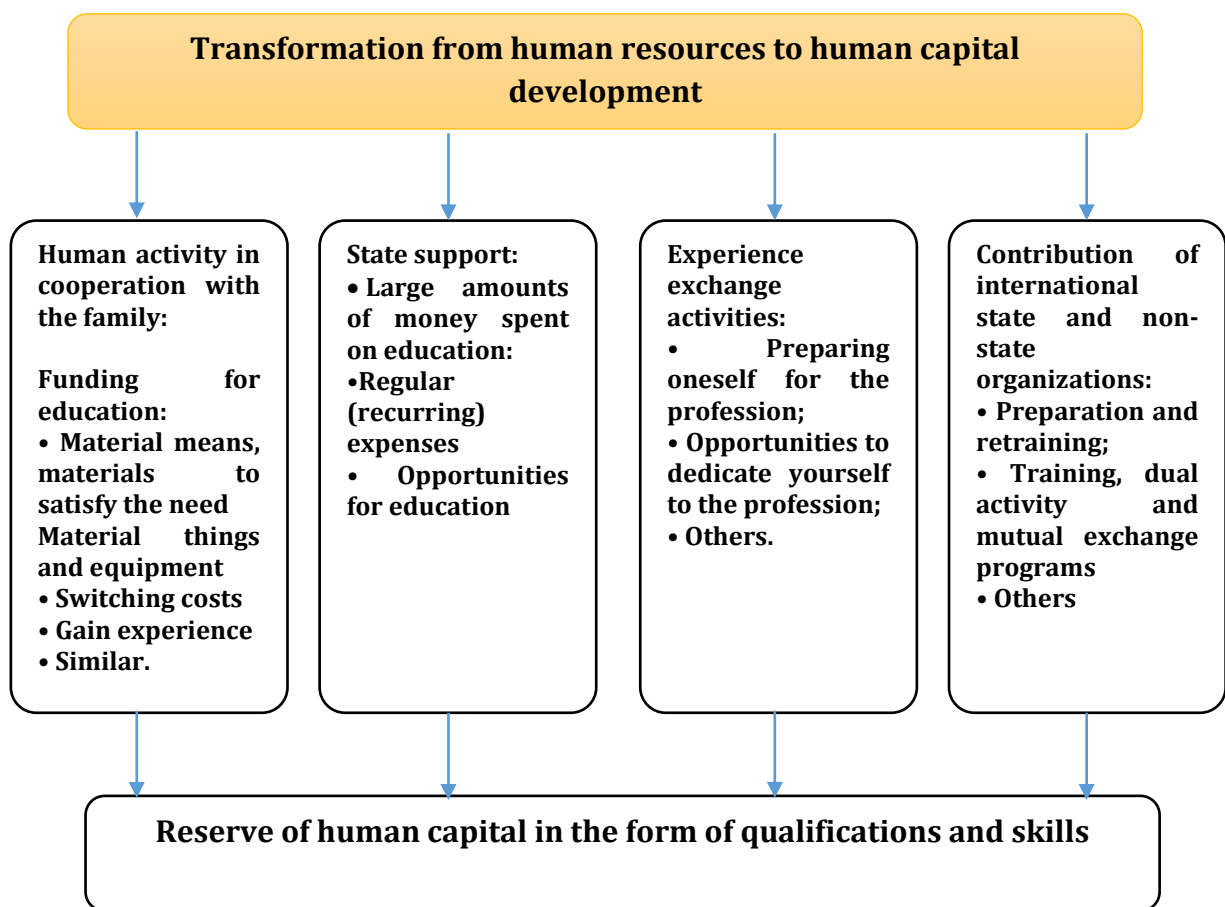 Transformation from human resources to human capital
development
Human activity in
cooperation with
the family:
Funding for
education:
• Material means,
materials to
satisfy the need
Material things
and equipment
• Switching costs
• Gain experience
• Similar.
State support:
• Large amounts
of money spent
on education:
•Regular
(recurring)
expenses
• Opportunities
for education
Experience
exchange
activities:
• Preparing
oneself for the
profession;
• Opportunities to
dedicate yourself
to the profession;
• Others.
Contribution of
international
state and non-
state
organizations:
• Preparation and
retraining;
• Training, dual
activity and
mutual exchange
programs
• Others
Reserve of human capital in the form of qualifications and skills